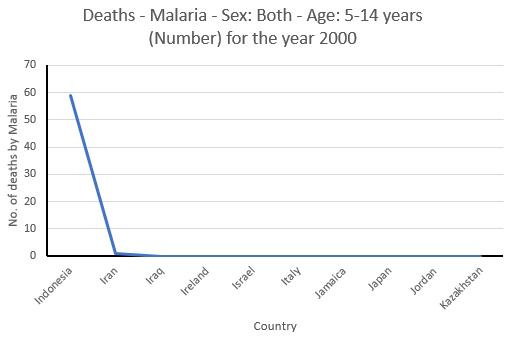 Deaths - Malaria - Sex: Both - Age: 5-14 years
(Number) for the year 2000
No. of deaths by Malaria
70
60
50
40
30
20
10
0
Indonesia
Iran
Iraq
Ireland
Israel
Italy
Jamaica
Japan
Jordan
Kazakhstan
Country